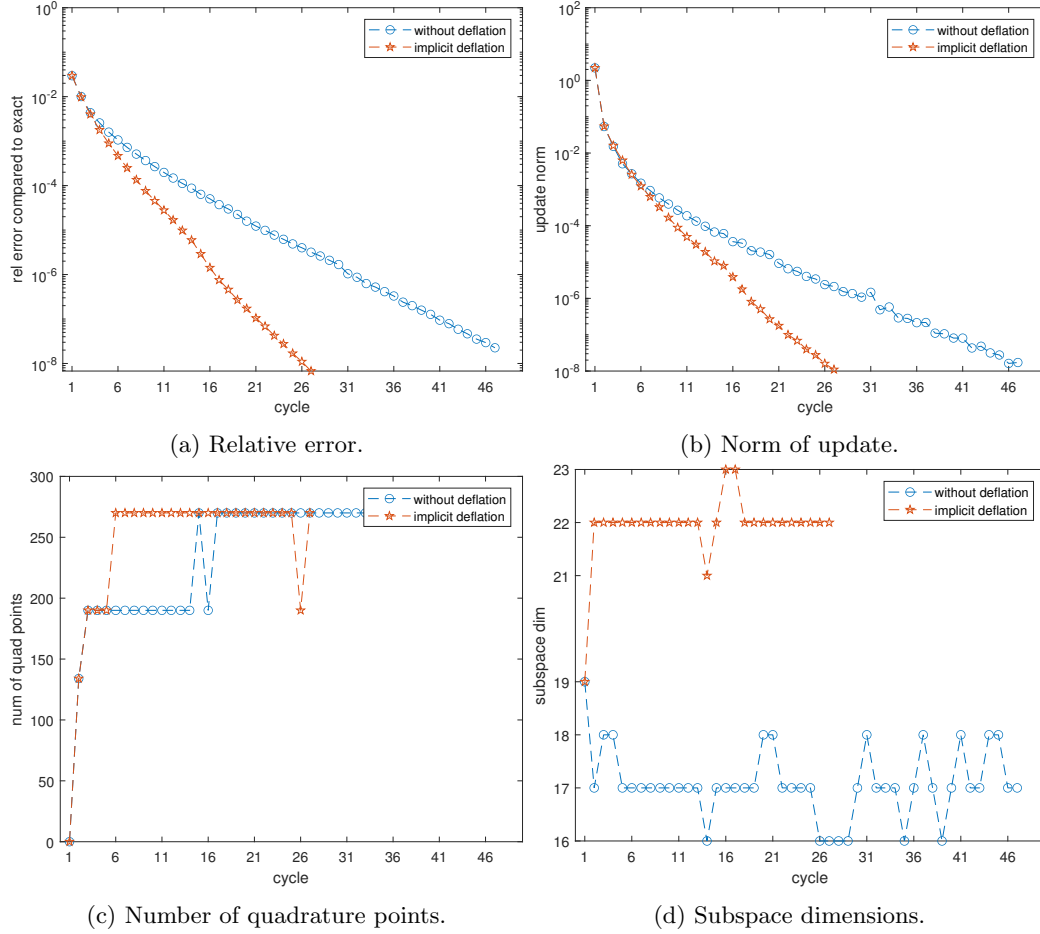 10^0
10^-2
10^-4
10^-6
10^-8
rel error compared to exact
without deflation
implicit deflation
1 6 11 16 21 26 31 36 41 46
cycle
(a) Relative error.
10^2
10^0
10^-2
10^-4
10^-6
10^-8
update norm
without deflation
implicit deflation
1 6 11 16 21 26 31 36 41 46
cycle
(b) Norm of update.
300
250
200
150
100
50
0
num of quad points
without deflation
implicit deflation
1 6 11 16 21 26 31 36 41 46
cycle
(c) Number of quadrature points.
23
22
21
19
18
17
16
subspace dim
without deflation
implicit deflation
1 6 11 16 21 26 31 36 41 46
cycle
(d) Subspace dimensions.